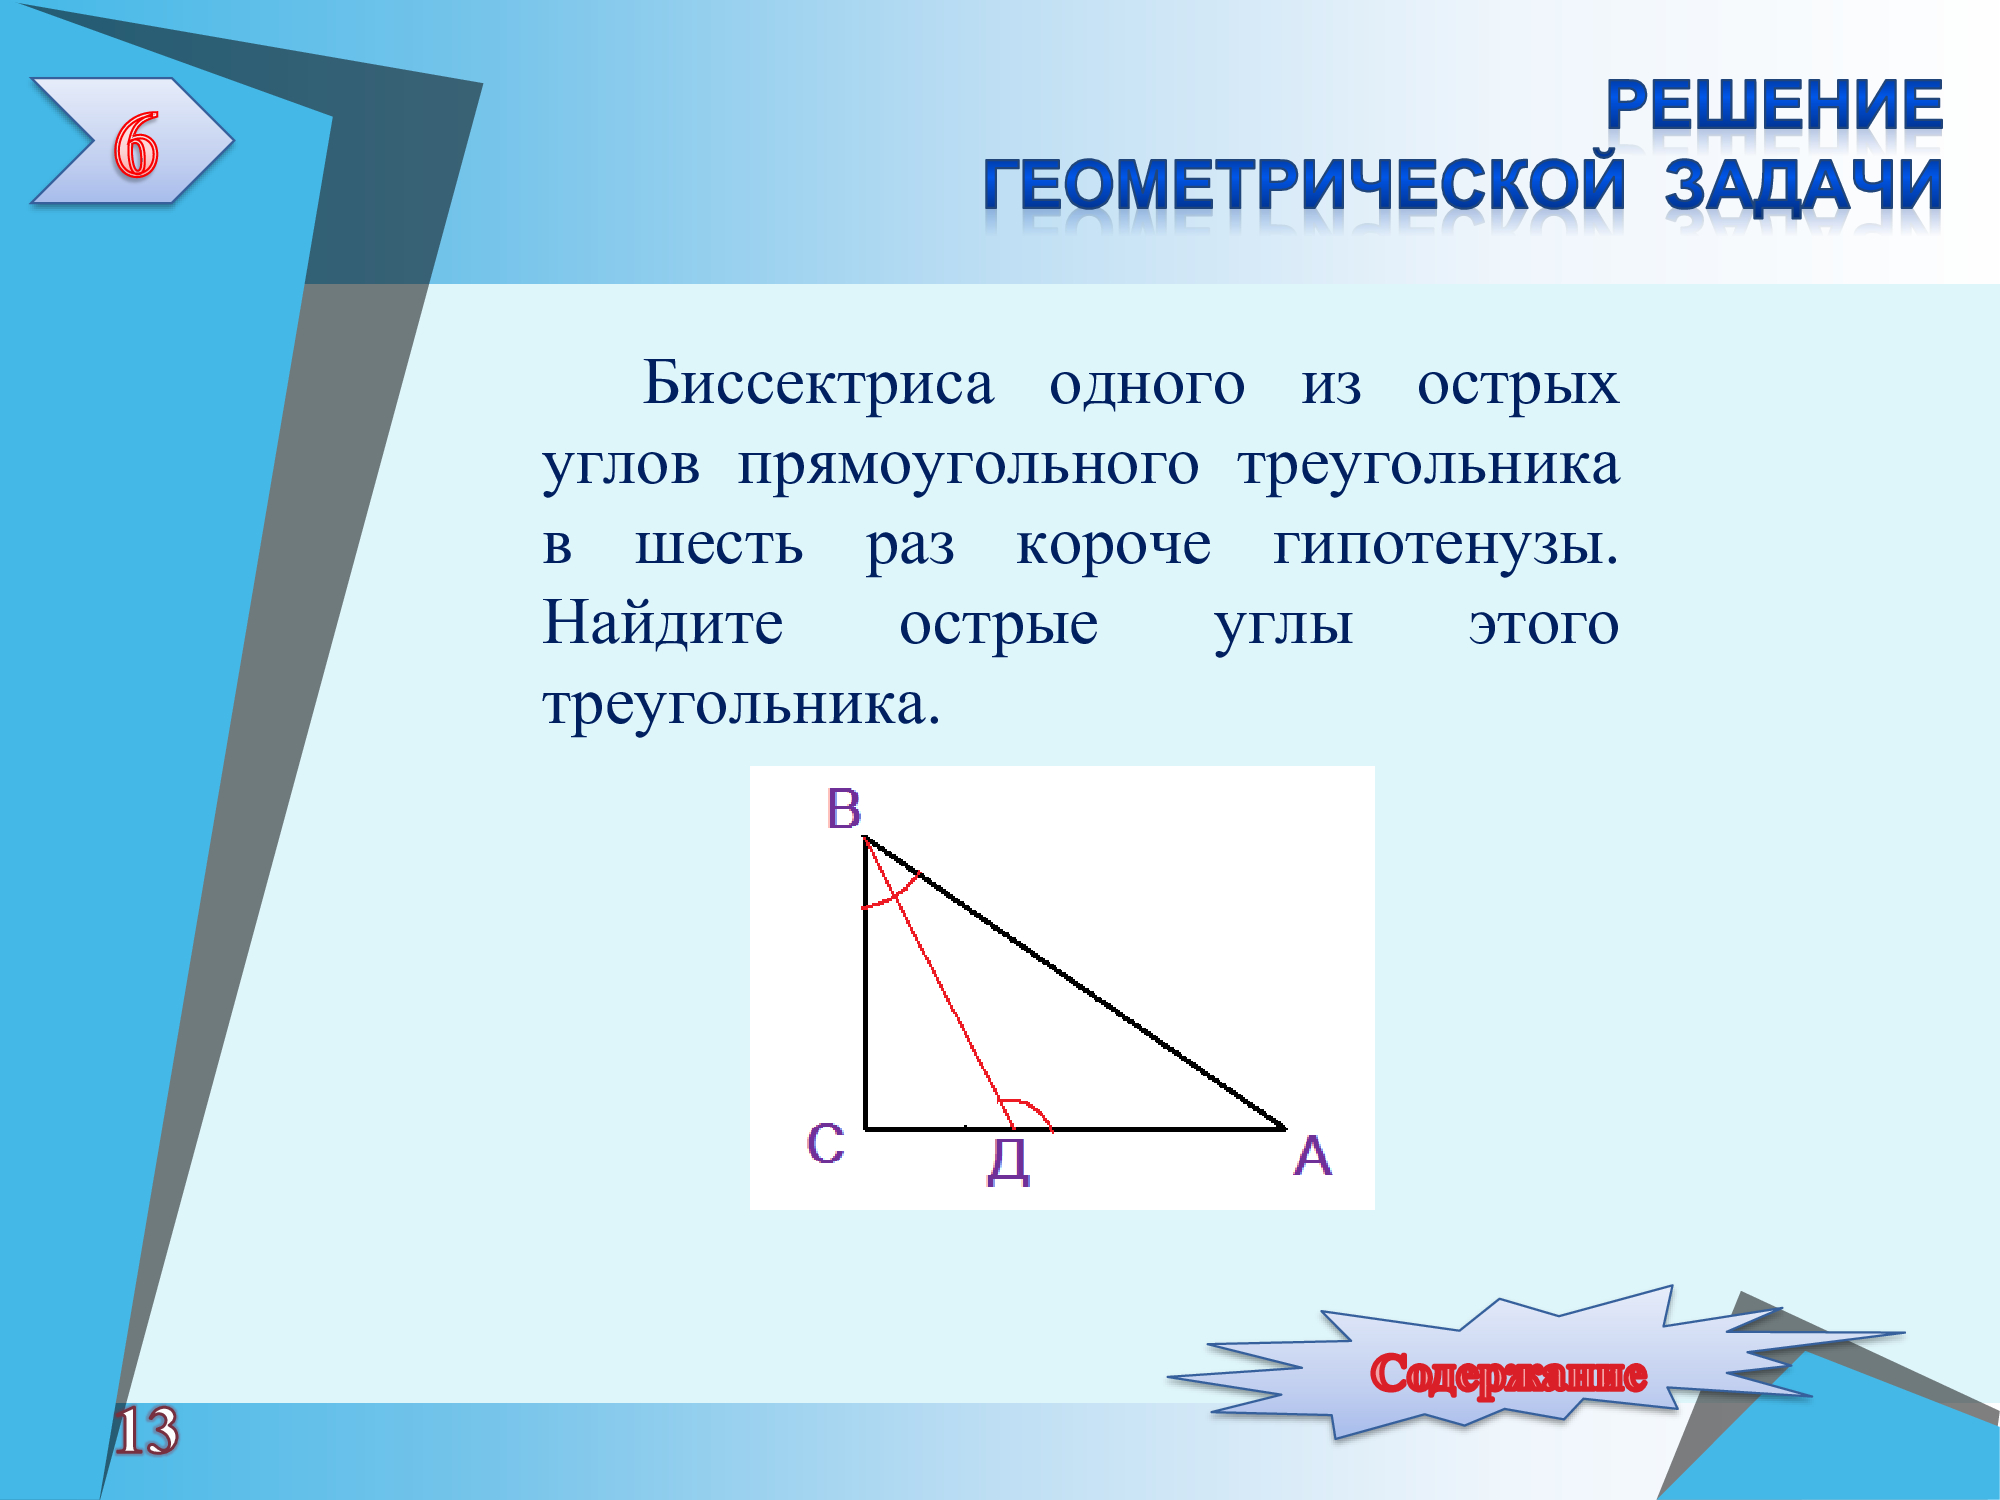 6
РЕШЕНИЕ
ГЕОМЕТРИЧЕСКОЙ ЗАДАЧИ
Биссектриса одного из острых
углов прямоугольного треугольника
в шесть раз короче гипотенузы.
Найдите острые углы этого
треугольника.
В
С
Д
А
Содержание
13